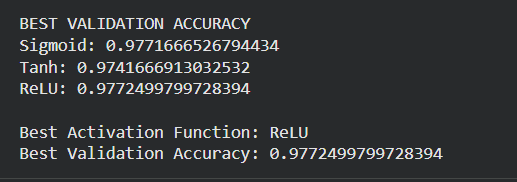 BEST VALIDATION ACCURACY
Sigmoid: 0.9771666526794434
Tanh: 0.9741666913032532
ReLU: 0.9772499799728394
Best Activation Function: ReLU
Best Validation Accuracy: 0.9772499799728394